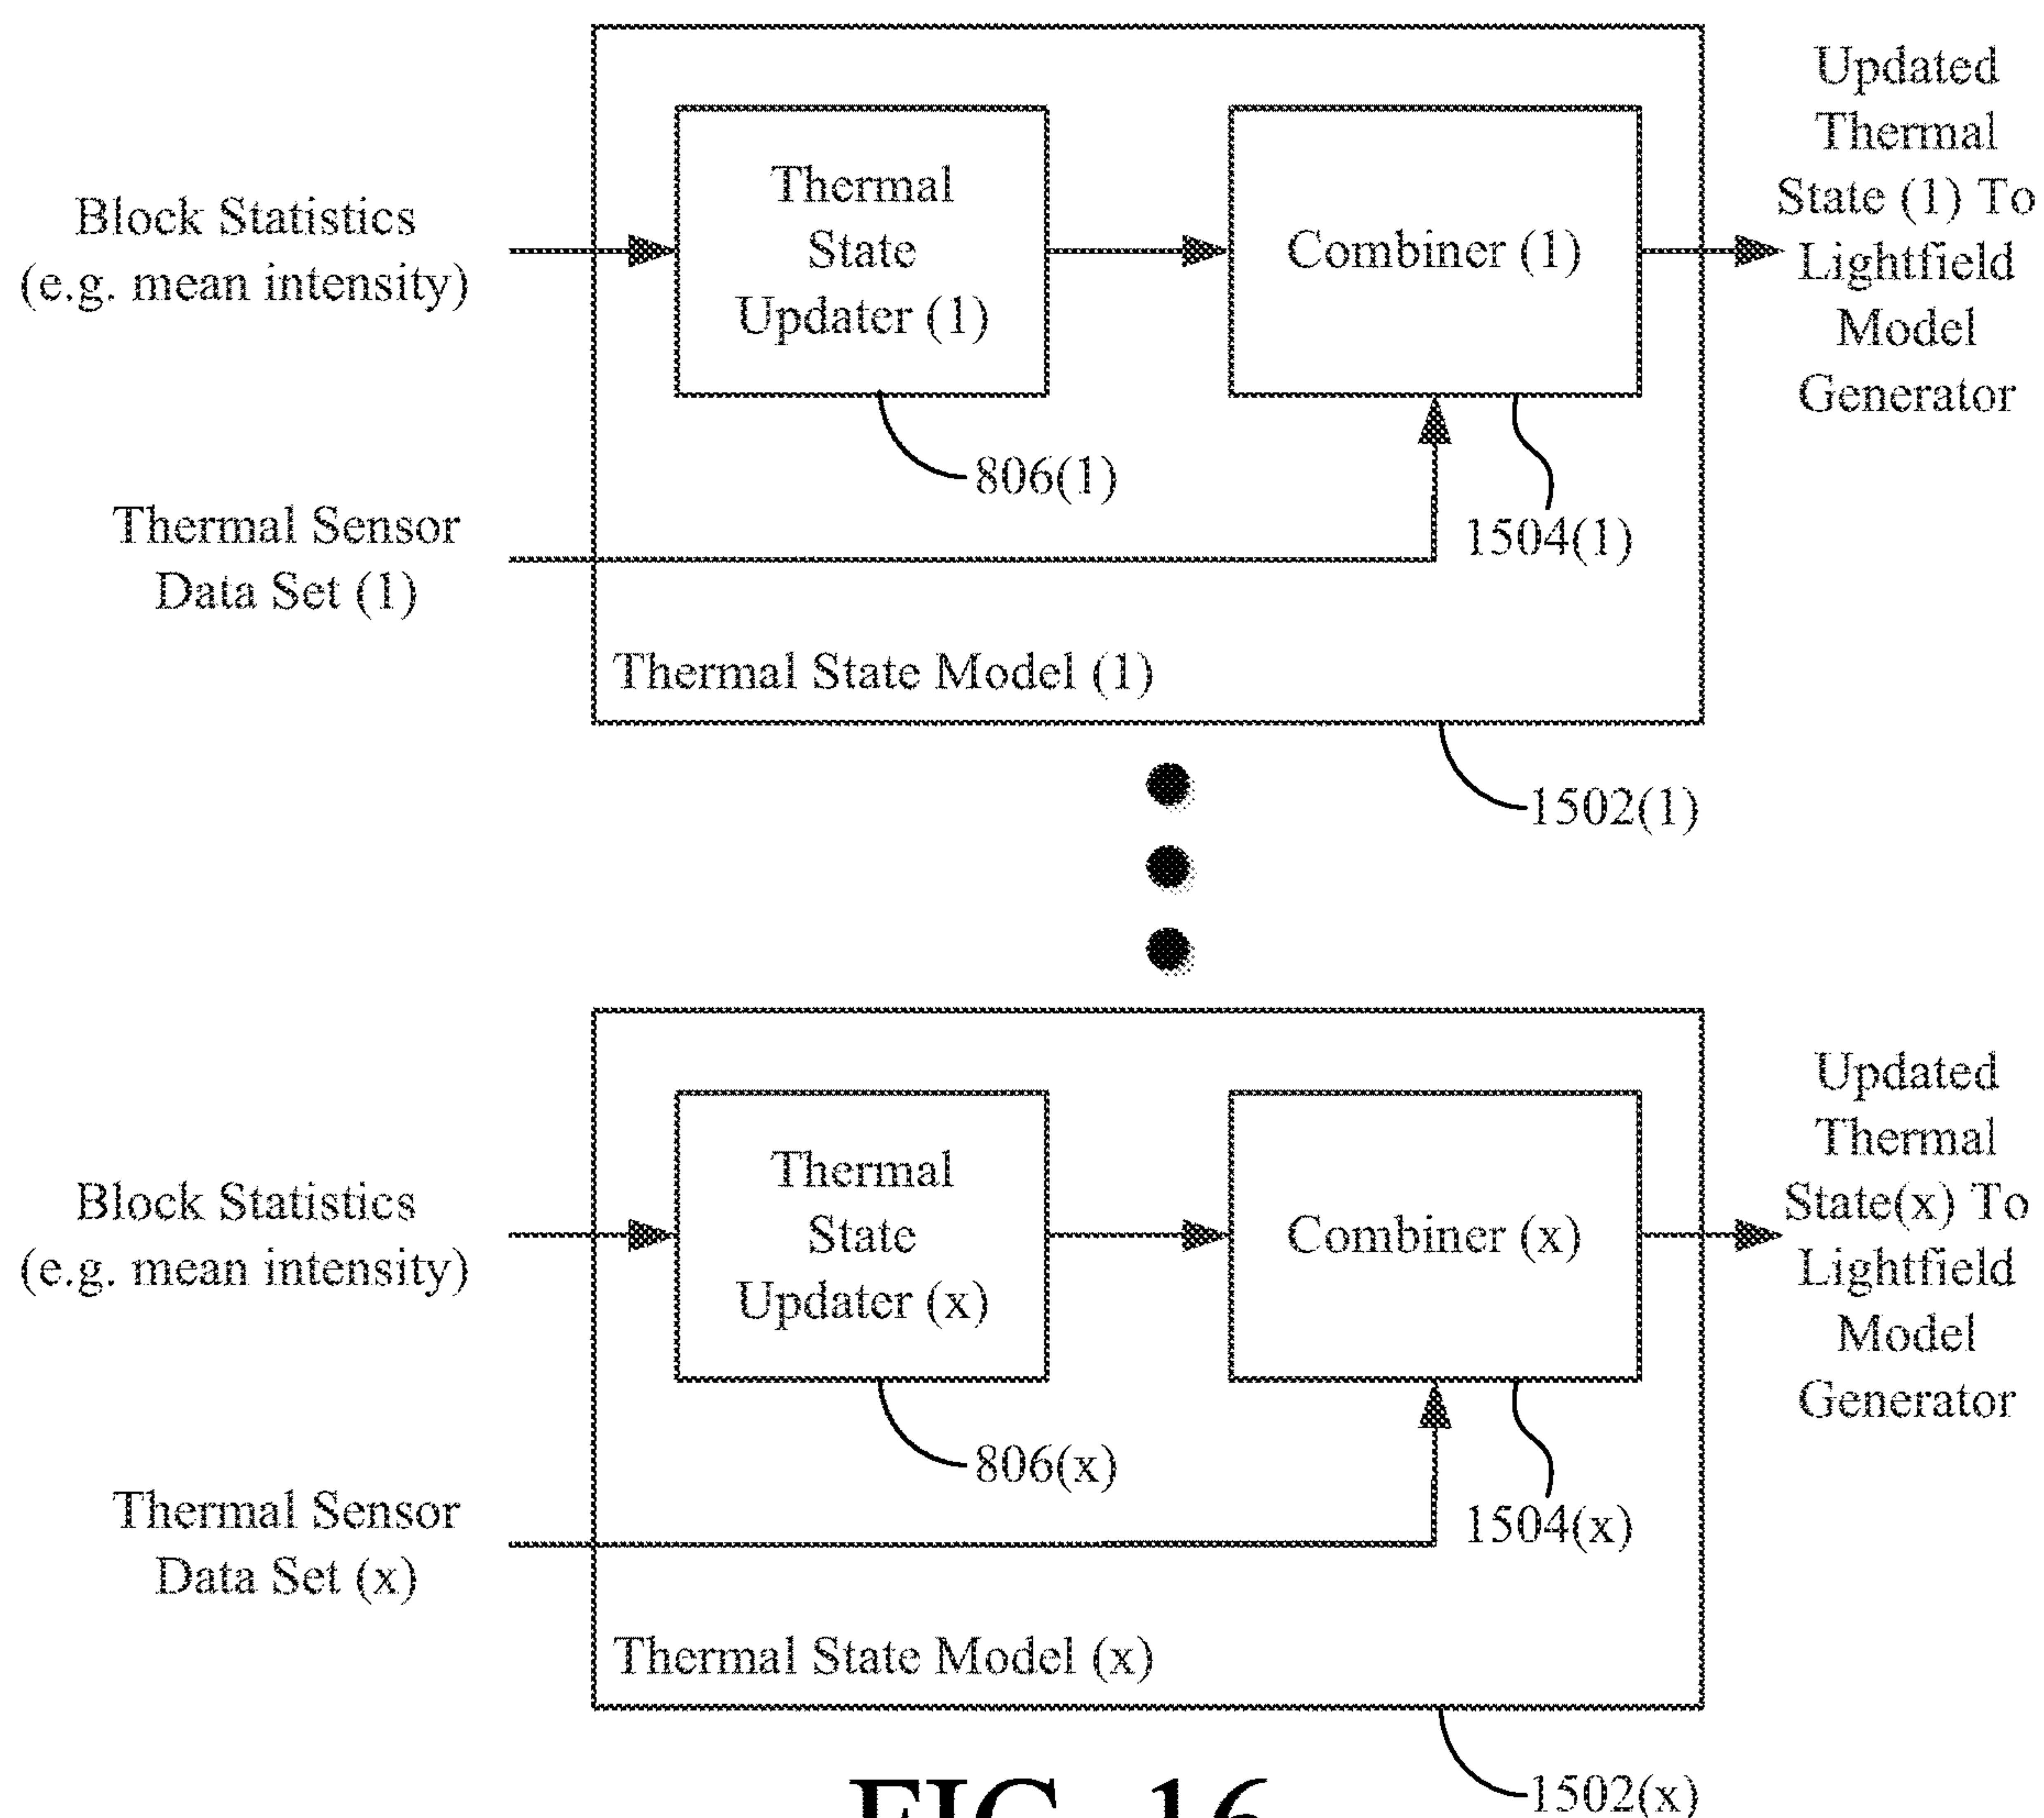 Block Statistics
(e.g. mean intensity)
Thermal Sensor
Data Set (1)
Thermal
State
Updater (1)
806(1)
Combiner (1)
1504(1)
Thermal State Model (1)
1502(1)
Updated
Thermal
State (1) To
Lightfield
Model
Generator
Block Statistics
(e.g. mean intensity)
Thermal Sensor
Data Set (x)
Thermal
State
Updater (x)
806(x)
Combiner (x)
1504(x)
Thermal State Model (x)
1502(x)
Updated
Thermal
State(x) To
Lightfield
Model
Generator
FIG. 16